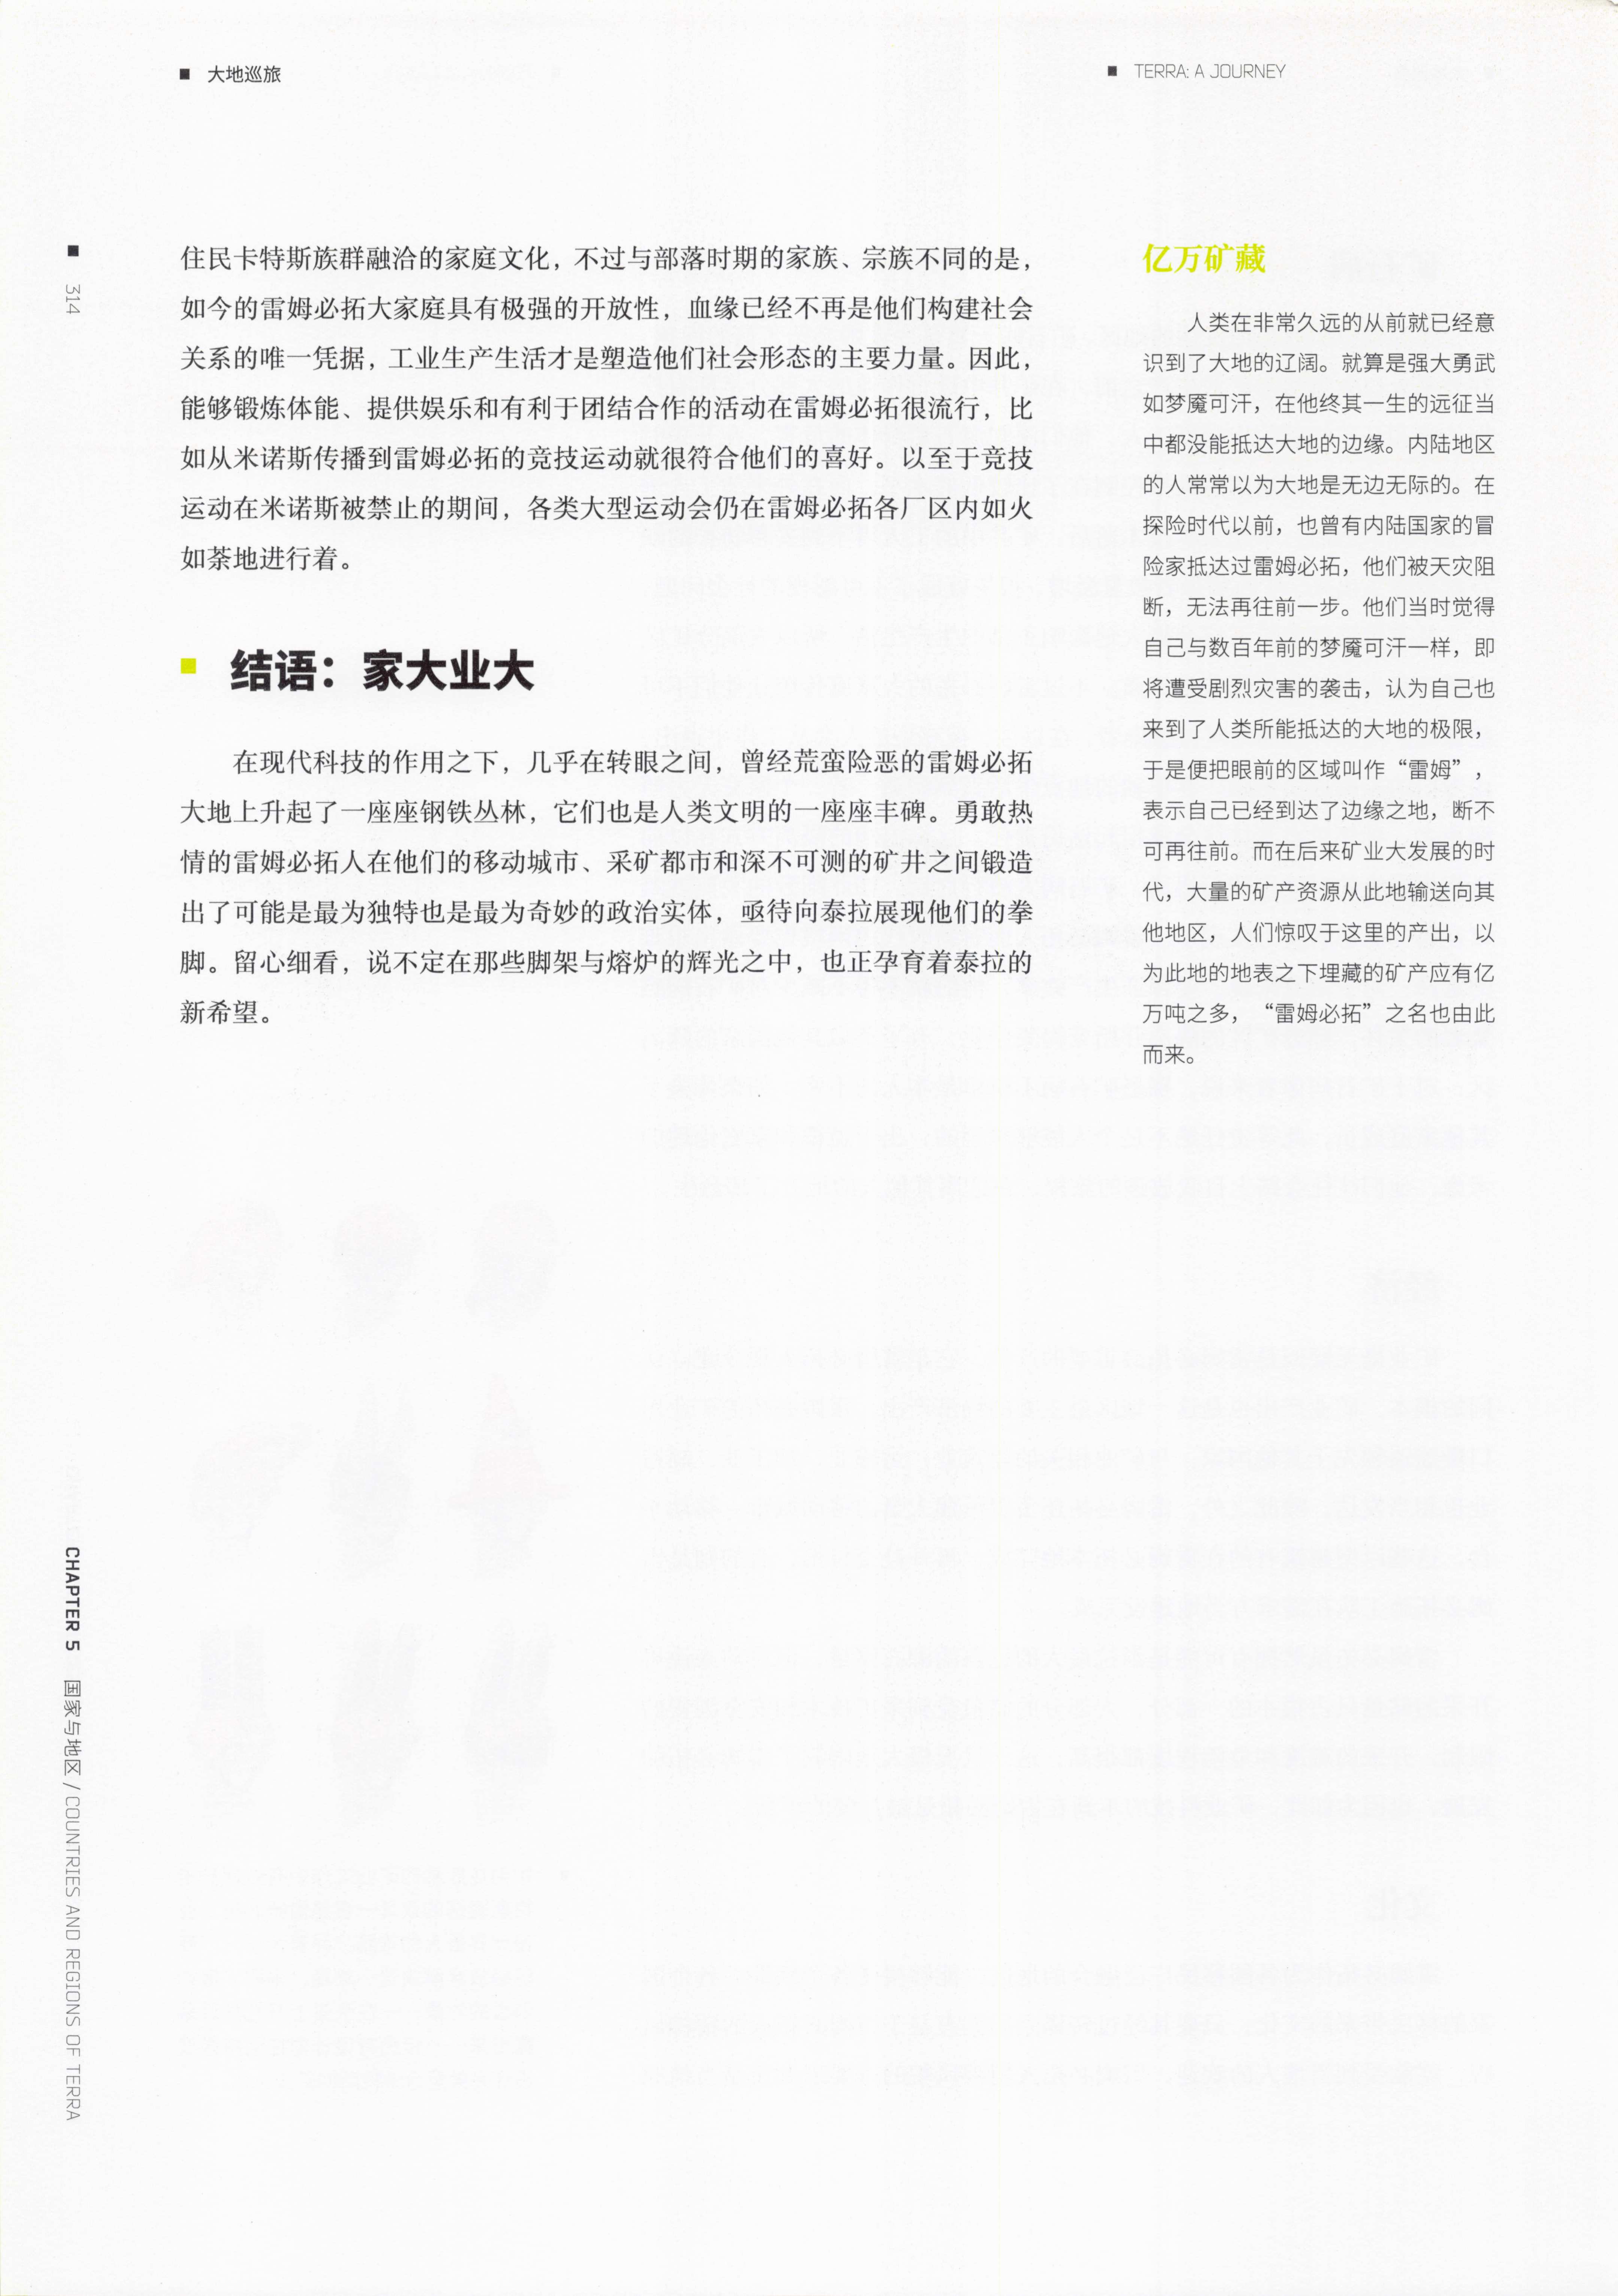 ■ 大地巡旅
■ TERRA: A JOURNEY
■ 314
住民卡特斯族群融洽的家庭文化，不过与部落时期的家族、宗族不同的是，
如今的雷姆必拓大家庭具有极强的开放性，血缘已经不再是他们构建社会
关系的唯一凭据，工业生产生活才是塑造他们社会形态的主要力量。因此，
能够锻炼体能、提供娱乐和有利于团结合作的活动在雷姆必拓很流行，比
如从米诺斯传播到雷姆必拓的竞技运动就很符合他们的喜好。以至于竞技
运动在米诺斯被禁止的期间，各类大型运动会仍在雷姆必拓各厂区内如火
如荼地进行着。
结语：家大业大
在现代科技的作用之下，几乎在转眼之间，曾经荒蛮险恶的雷姆必拓
大地上升起了一座座钢铁丛林，它们也是人类文明的一座座丰碑。勇敢热
情的雷姆必拓人在他们的移动城市、采矿都市和深不可测的矿井之间锻造
出了可能是最为独特也是最为奇妙的政治实体，亟待向泰拉展现他们的拳
脚。留心细看，说不定在那些脚架与熔炉的辉光之中，也正孕育着泰拉的
新希望。
亿万矿藏
人类在非常久远的从前就已经意
识到了大地的辽阔。就算是强大勇武
如梦魇可汗，在他终其一生的远征当
中都没能抵达大地的边缘。内陆地区
的人常常以为大地是无边无际的。在
探险时代以前，也曾有内陆国家的冒
险家抵达过雷姆必拓，他们被天灾阻
断，无法再往前一步。他们当时觉得
自己与数百年前的梦魇可汗一样，即
将遭受剧烈灾害的袭击，认为自己也
来到了人类所能抵达的大地的极限，
于是便把眼前的区域叫作“雷姆”，
表示自己已经到达了边缘之地，断不
可再往前。而在后来矿业大发展的时
代，大量的矿产资源从此地输送向其
他地区，人们惊叹于这里的产出，以
为此地的地表之下埋藏的矿产应有亿
万吨之多，“雷姆必拓”之名也由此
而来。
CHAPTER 5 国家与地区 / COUNTRIES AND REGIONS OF TERRA